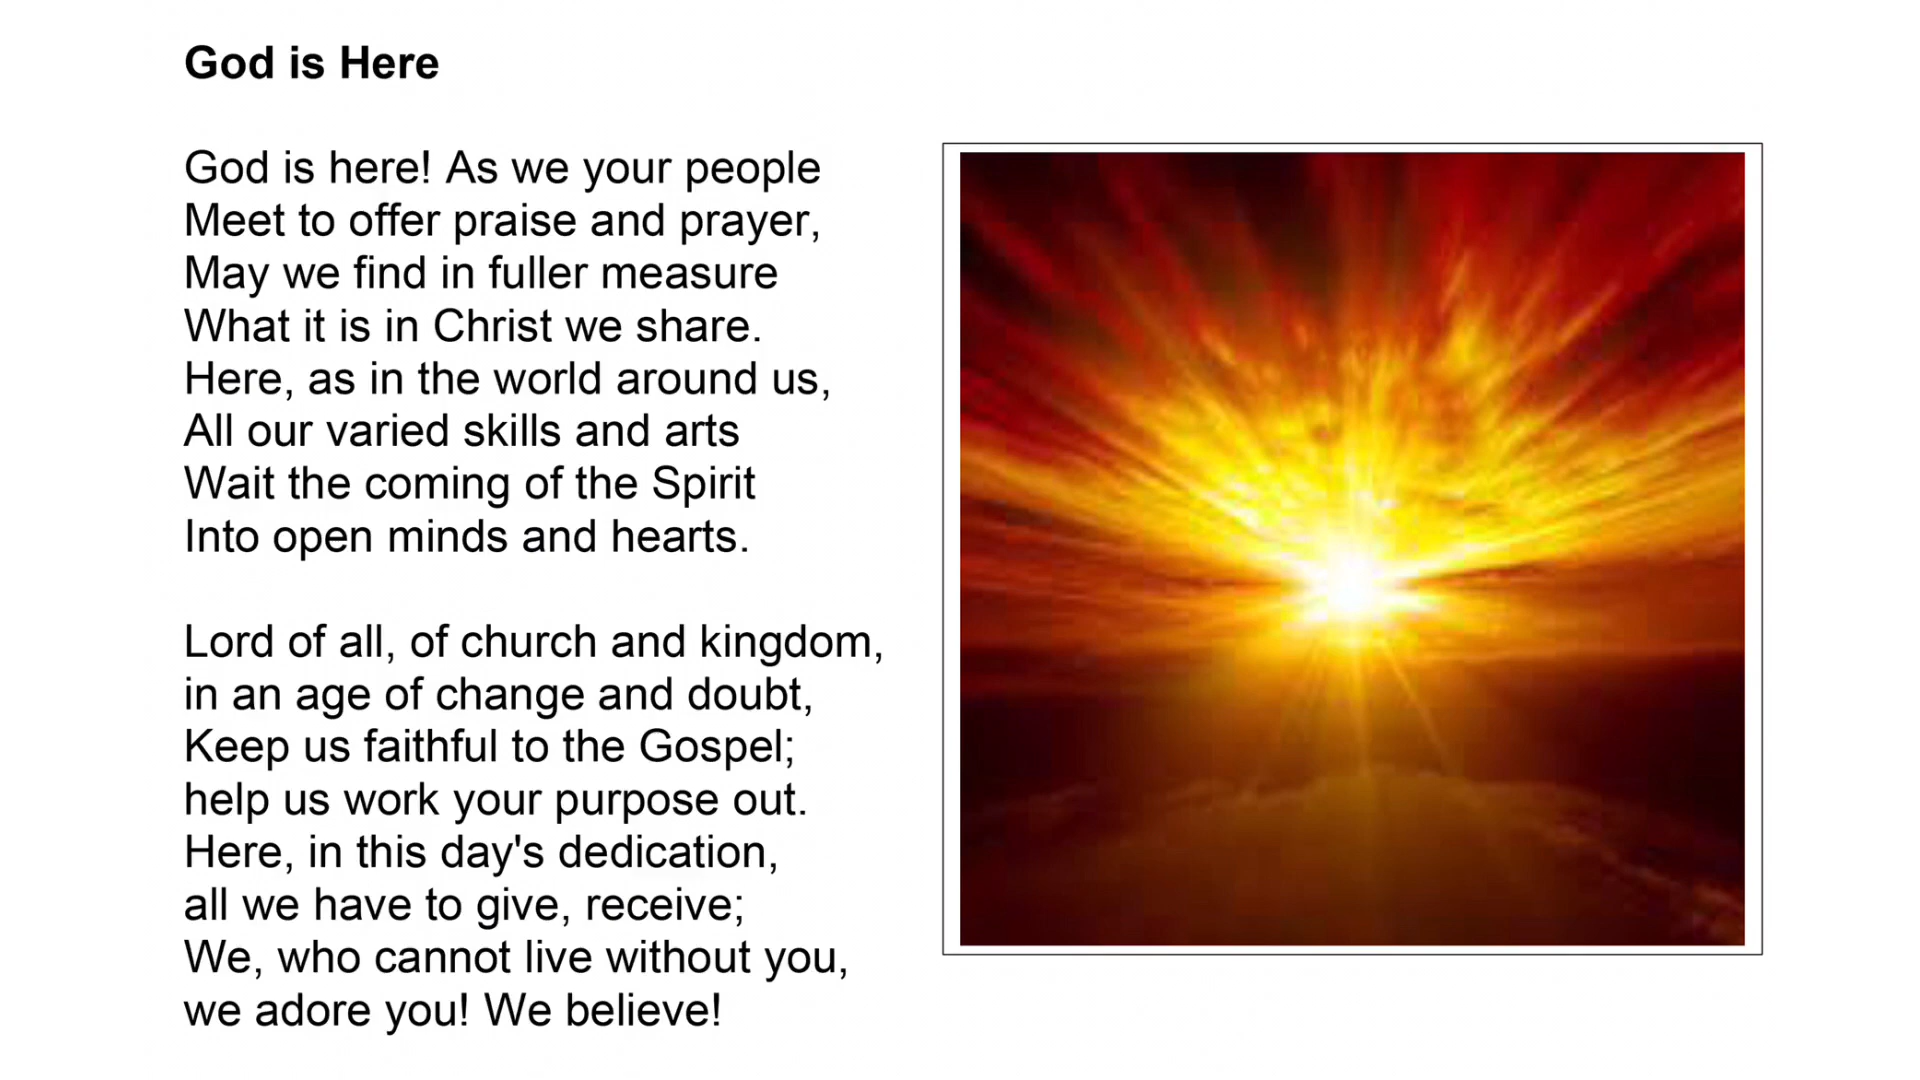 God is Here
God is here! As we your people
Meet to offer praise and prayer,
May we find in fuller measure
What it is in Christ we share.
Here, as in the world around us,
All our varied skills and arts
Wait the coming of the Spirit
Into open minds and hearts.
Lord of all, of church and kingdom,
in an age of change and doubt,
Keep us faithful to the Gospel;
help us work your purpose out.
Here, in this day's dedication,
all we have to give, receive;
We, who cannot live without you,
we adore you! We believe!